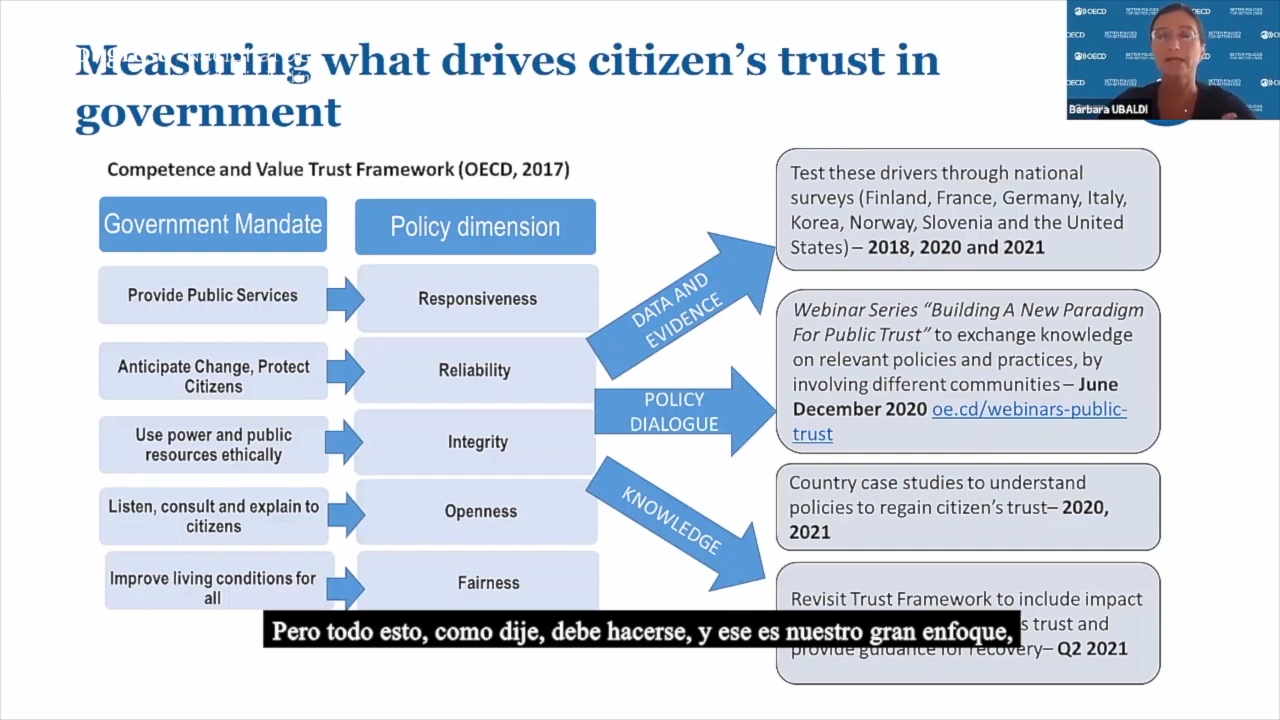 Measuring what drives citizen's trust in
government
OECD
Bárbara UBALDI
Competence and Value Trust Framework (OECD, 2017)
Government Mandate
Policy dimension
Provide Public Services
Responsiveness
Anticipate Change, Protect
Citizens
Reliability
Use power and public
resources ethically
Integrity
Listen, consult and explain to
citizens
Openness
Improve living conditions for
all
Fairness
DATA AND
EVIDENCE
POLICY
DIALOGUE
KNOWLEDGE
Test these drivers through national
surveys (Finland, France, Germany, Italy,
Korea, Norway, Slovenia and the United
States) – 2018, 2020 and 2021
Webinar Series “Building A New Paradigm
For Public Trust” to exchange knowledge
on relevant policies and practices, by
involving different communities – June
December 2020 oe.cd/webinars-public-
trust
Country case studies to understand
policies to regain citizen's trust– 2020,
2021
Revisit Trust Framework to include impact
s trust and
provide guidance for recovery– Q2 2021
Pero todo esto, como dije, debe hacerse, y ese es nuestro gran enfoque,